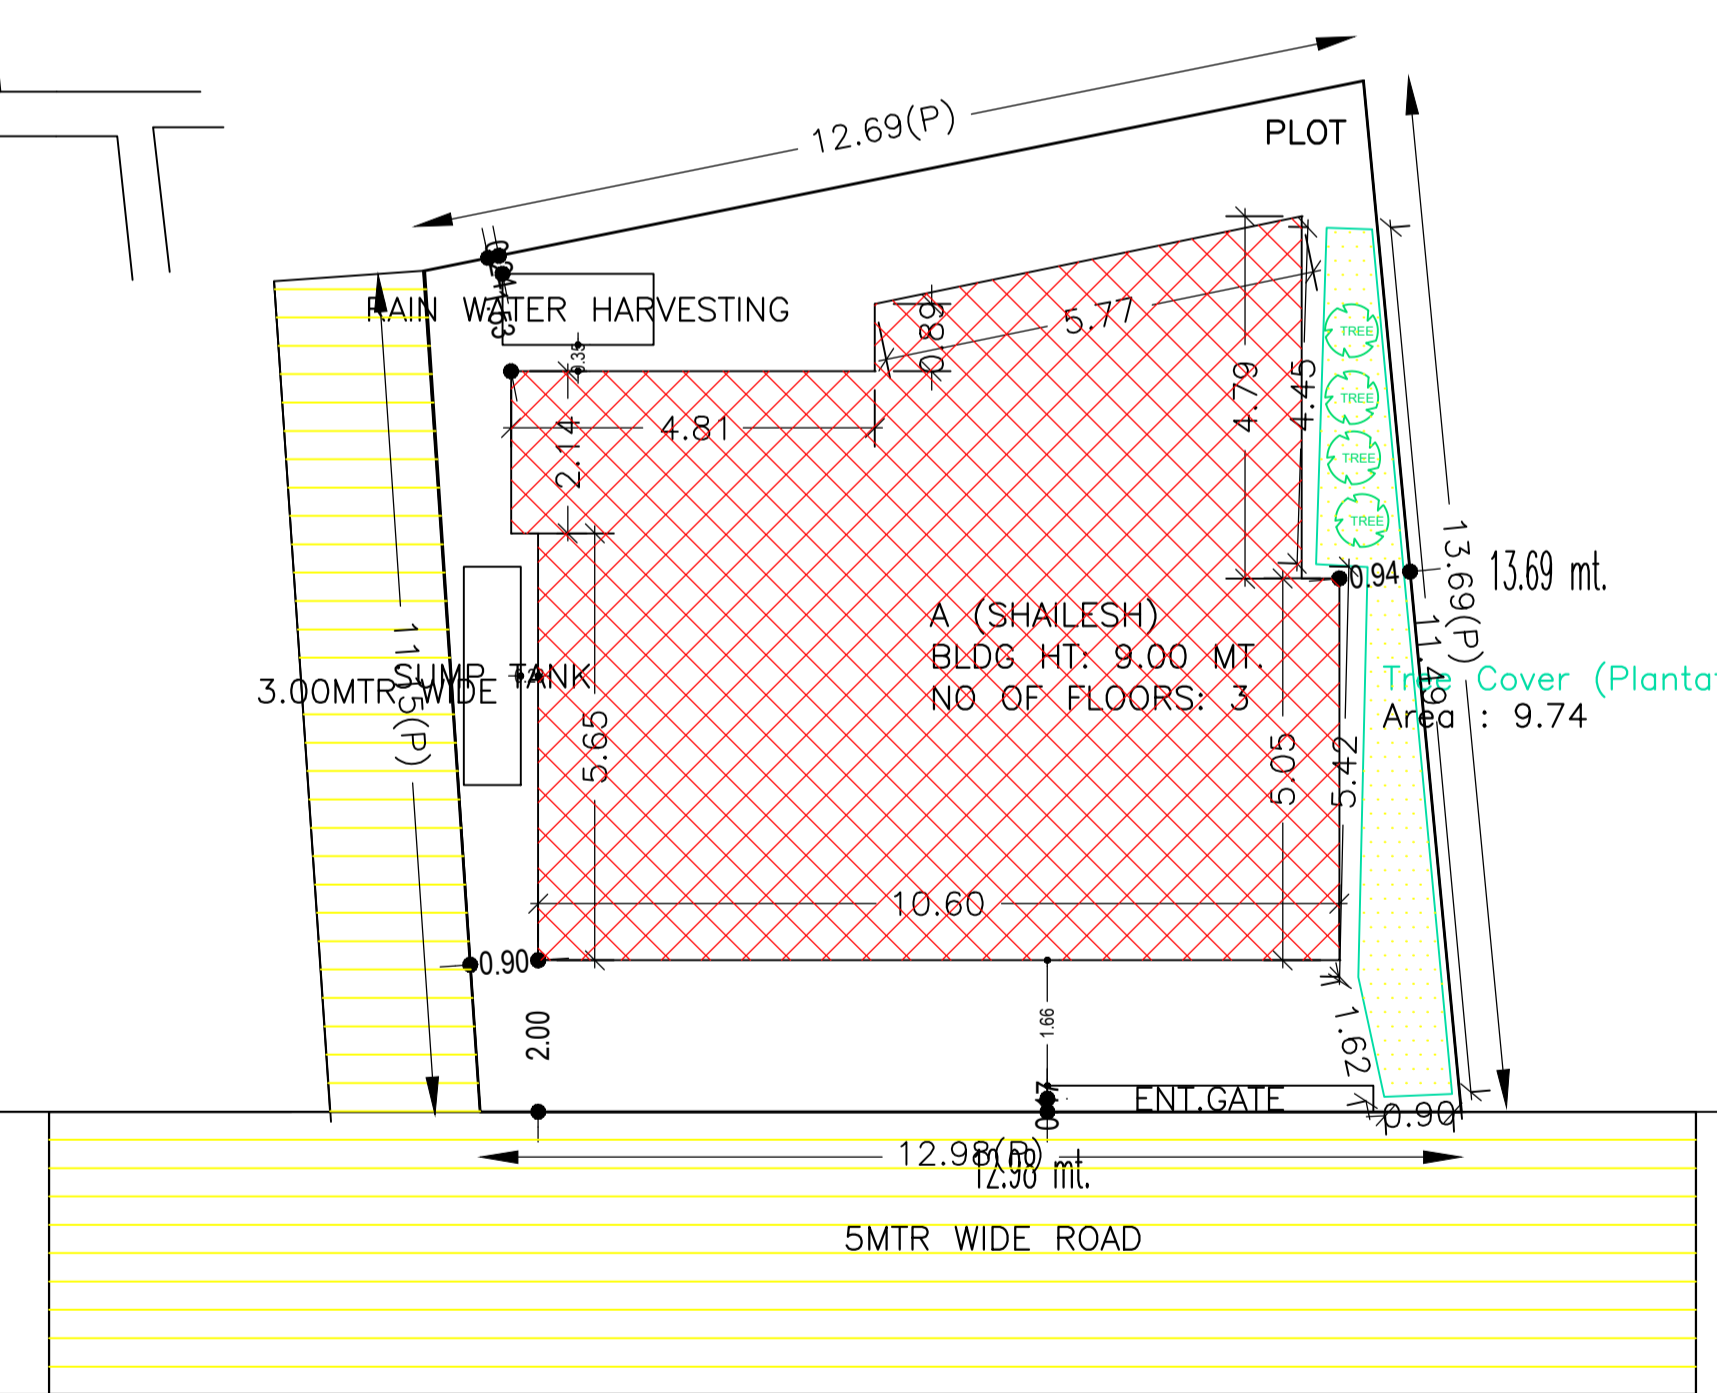 12.69(P)
PLOT
RAIN WATER HARVESTING
0.89
5.77
0.35
4.79
4.45
4.81
2.14
TREE
TREE
TREE
TREE
0.94
13.69(P)
13.69 mt.
A (SHAILESH)
BLDG HT: 9.00 MT.
NO OF FLOORS: 3
SUMP TANK
3.00MTR WIDE
11.49
Tree Cover (Planta
Area : 9.74
5.65
5.05
5.42
10.60
0.90
2.00
1.66
1.62
ENT.GATE
0.90
12.98(P)
12.98 mt.
5MTR WIDE ROAD